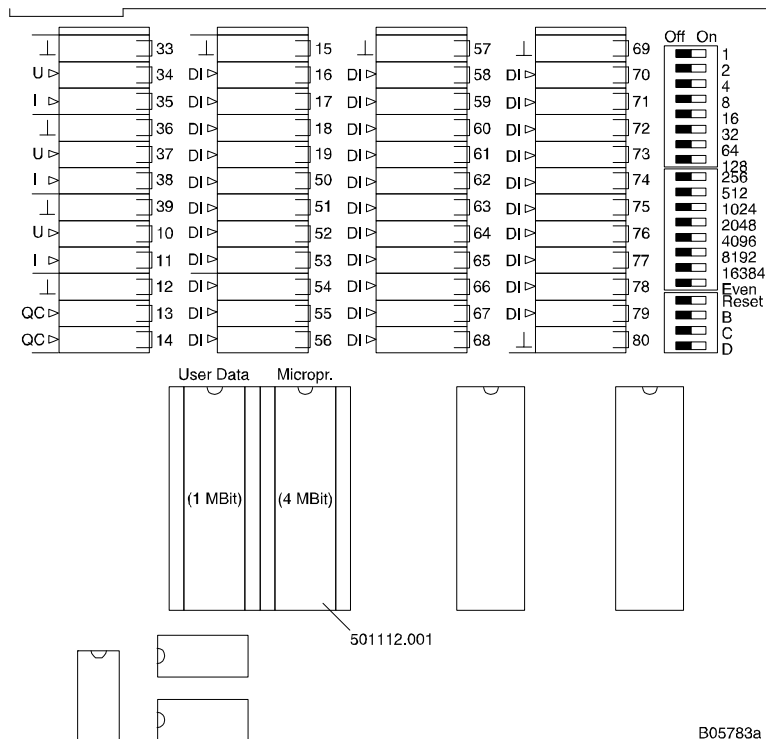 Off On
⊥ 33 ⊥ 15 ⊥ 57 ⊥ 69 1
U ▷ 34 DI ▷ 16 DI ▷ 58 DI ▷ 70 2
I ▷ 35 DI ▷ 17 DI ▷ 59 DI ▷ 71 4
⊥ 36 DI ▷ 18 DI ▷ 60 DI ▷ 72 8
U ▷ 37 DI ▷ 19 DI ▷ 61 DI ▷ 73 16
I ▷ 38 DI ▷ 50 DI ▷ 62 DI ▷ 74 32
⊥ 39 DI ▷ 51 DI ▷ 63 DI ▷ 75 64
U ▷ 10 DI ▷ 52 DI ▷ 64 DI ▷ 76 128
I ▷ 11 DI ▷ 53 DI ▷ 65 DI ▷ 77 256
⊥ 12 DI ▷ 54 DI ▷ 66 DI ▷ 78 512
QC ▷ 13 DI ▷ 55 DI ▷ 67 DI ▷ 79 1024
QC ▷ 14 DI ▷ 56 DI ▷ 68 ⊥ 80 2048
4096
8192
16384
Even
Reset
B
C
D
User Data Micropr.
(1 MBit) (4 MBit)
501112.001
B05783a